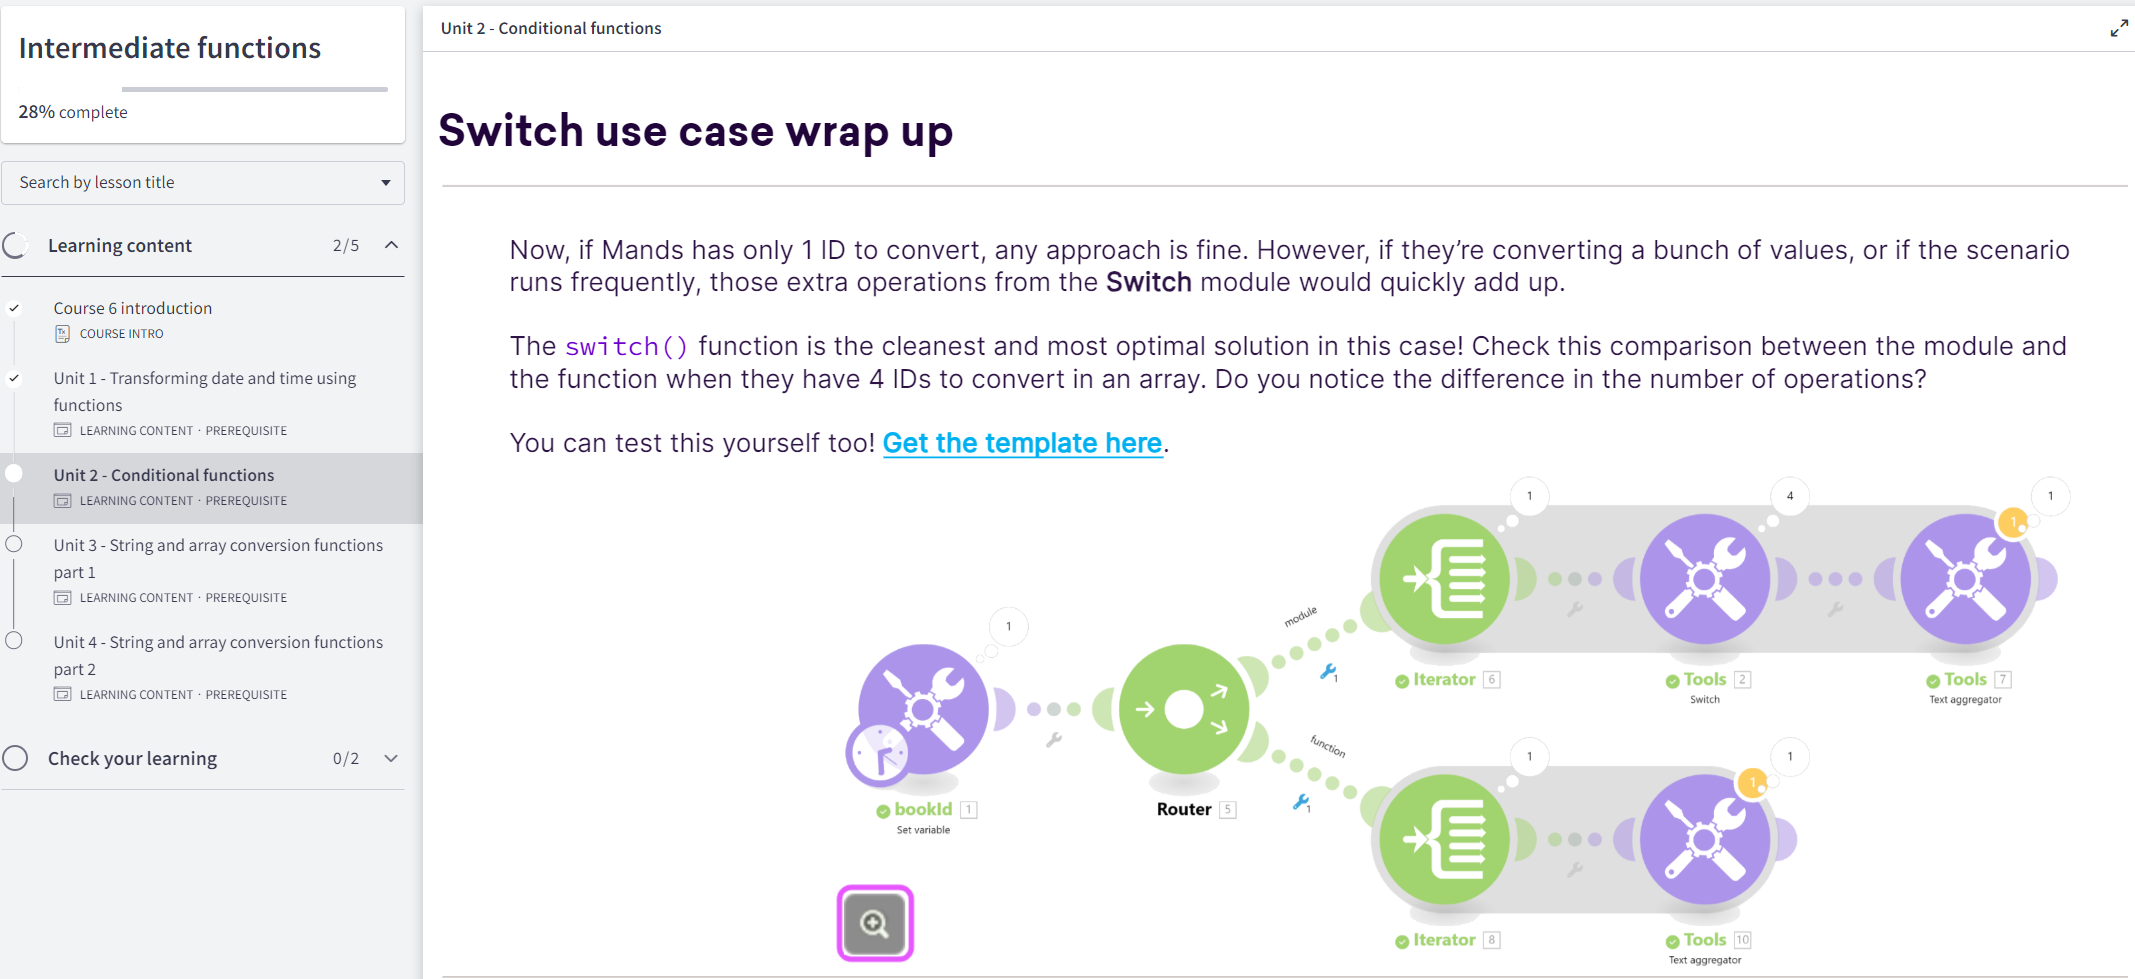 Intermediate functions
28% complete
Search by lesson title
Learning content 2/5
Course 6 introduction
COURSE INTRO
Unit 1 - Transforming date and time using
functions
LEARNING CONTENT · PREREQUISITE
Unit 2 - Conditional functions
LEARNING CONTENT · PREREQUISITE
Unit 3 - String and array conversion functions
part 1
LEARNING CONTENT · PREREQUISITE
Unit 4 - String and array conversion functions
part 2
LEARNING CONTENT · PREREQUISITE
Check your learning 0/2
Unit 2 - Conditional functions
Switch use case wrap up
Now, if Mands has only 1 ID to convert, any approach is fine. However, if they’re converting a bunch of values, or if the scenario
runs frequently, those extra operations from the Switch module would quickly add up.
The switch() function is the cleanest and most optimal solution in this case! Check this comparison between the module and
the function when they have 4 IDs to convert in an array. Do you notice the difference in the number of operations?
You can test this yourself too! Get the template here.
1
4
1
1
module
1
Iterator 6
Tools 2
Switch
Tools 7
Text aggregator
1
bookId 1
Set variable
Router 5
function
1
1
1
1
Iterator 8
Tools 10
Text aggregator